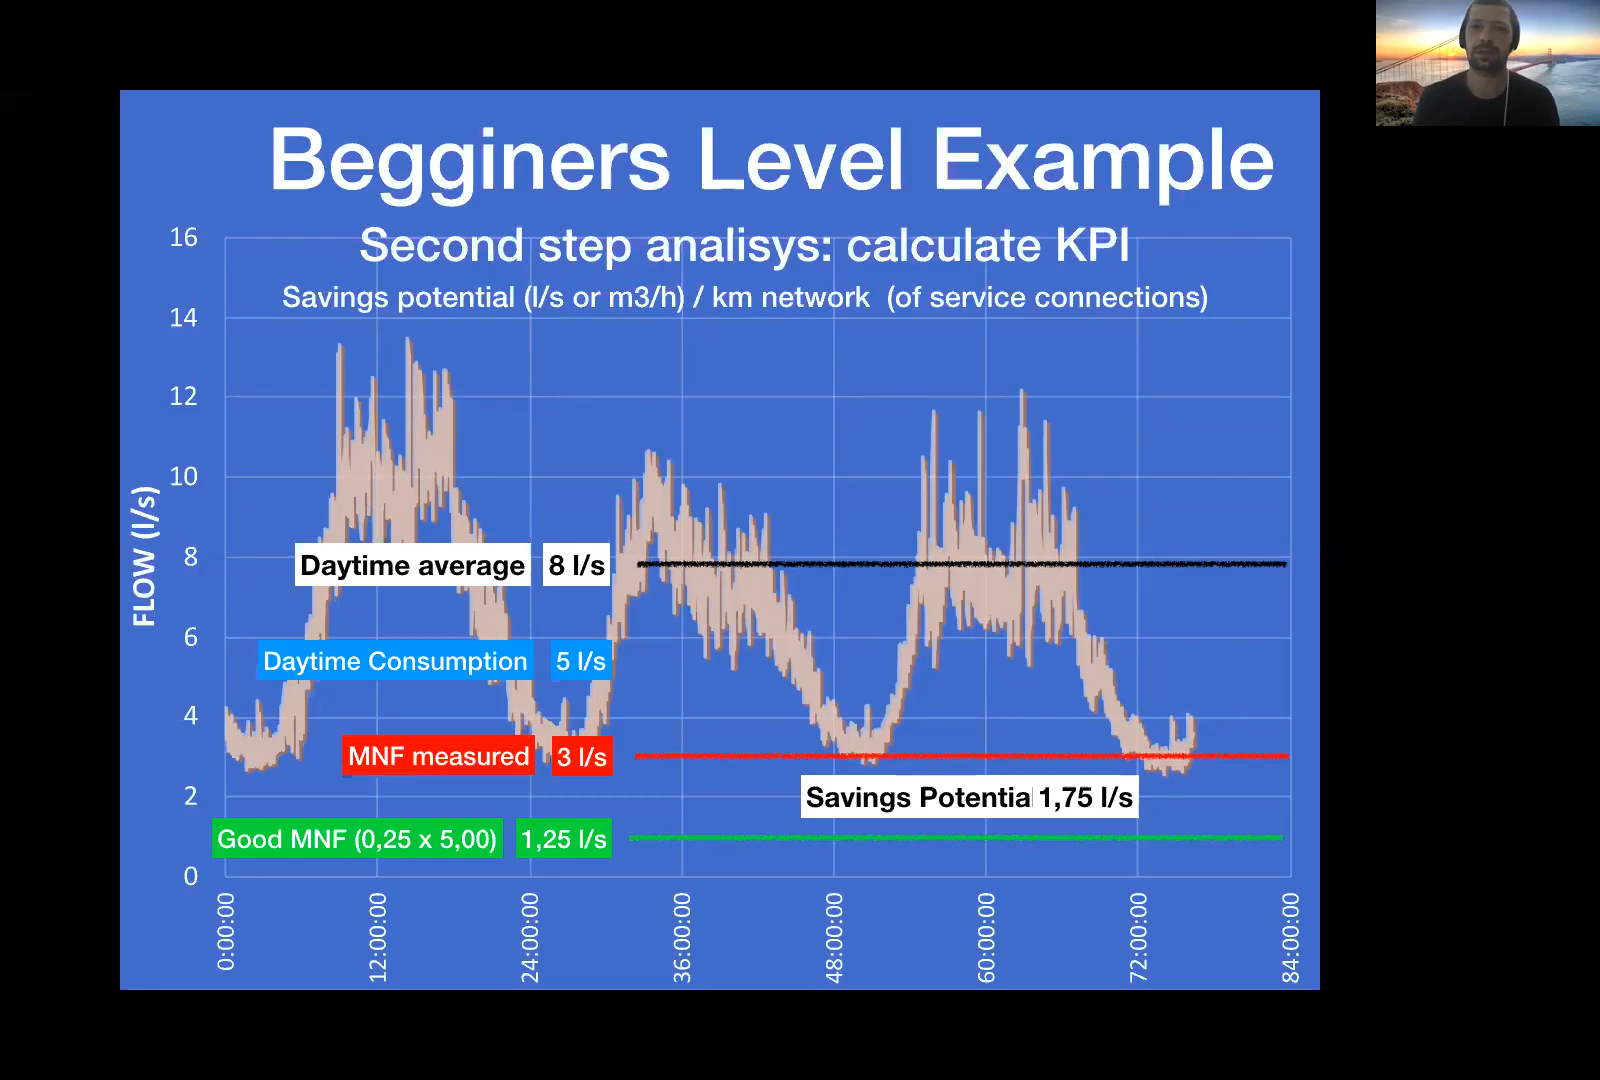 Begginers Level Example
Second step analisys: calculate KPI
Savings potential (l/s or m3/h) / km network (of service connections)
16
14
12
10
8
6
4
2
0
FLOW (l/s)
Daytime average 8 l/s
Daytime Consumption 5 l/s
MNF measured 3 l/s
Savings Potentia 1,75 l/s
Good MNF (0,25 x 5,00) 1,25 l/s
0:00:00
12:00:00
24:00:00
36:00:00
48:00:00
60:00:00
72:00:00
84:00:00